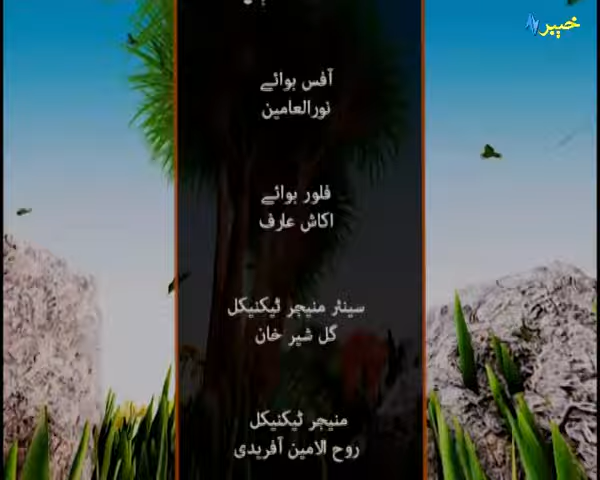 خیبر
آفس بوائے
نورالعامین
فلور بوائے
اکاش عارف
سینئر منیجر ٹیکنیکل
گل شیر خان
منیجر ٹیکنیکل
روح الامین آفریدی